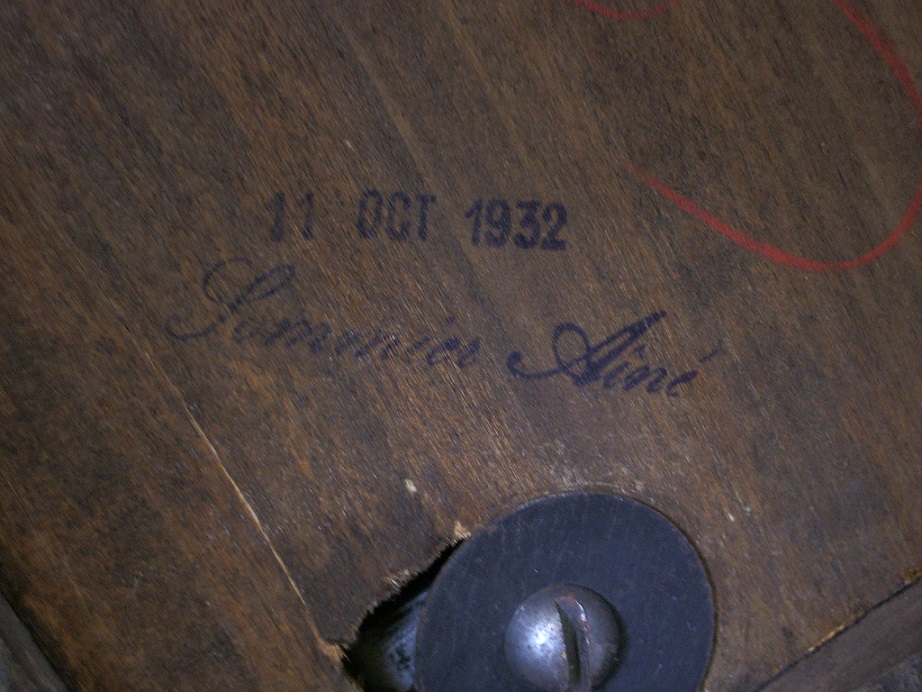 11 OCT 1932
Sommier Aîné